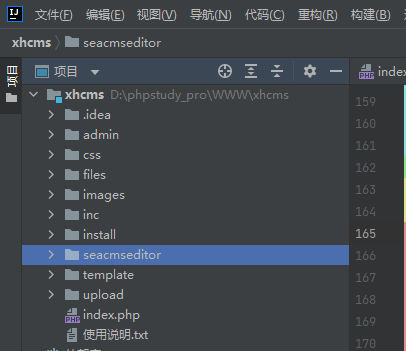 IJ 文件(F) 编辑(E) 视图(V) 导航(N) 代码(C) 重构(R) 构建(B)
xhcms seacmseditor
项目
项目
index.
xhcms D:\phpstudy_pro\WWW\xhcms
.idea
admin
css
files
images
inc
install
seacmseditor
template
upload
PHP index.php
使用说明.txt
159
160
161
162
163
164
165
166
167
168
169
170